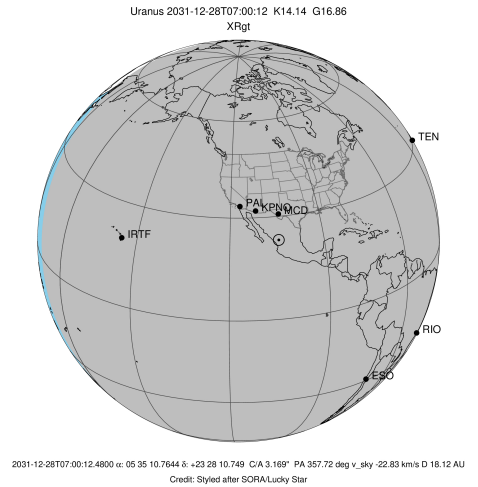 Uranus 2031-12-28T07:00:12 K14.14 G16.86
XRgt
TEN
PAL KPNO MCD
IRTF
RIO
ESO
2031-12-28T07:00:12.4800 α: 05 35 10.7644 δ: +23 28 10.749 C/A 3.169" PA 357.72 deg v_sky -22.83 km/s D 18.12 AU
Credit: Styled after SORA/Lucky Star